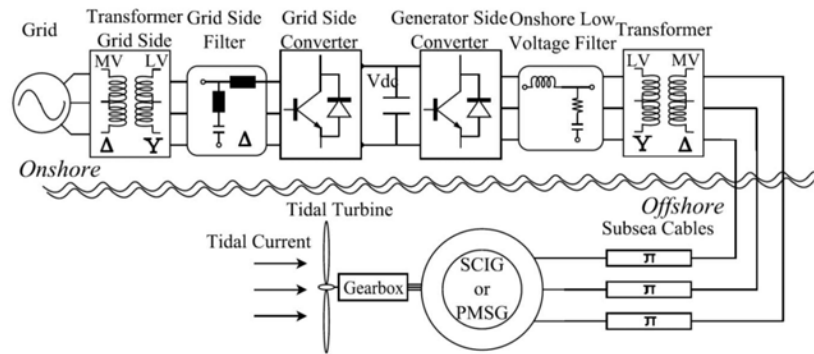 Grid
Transformer
Grid Side
Grid Side
Filter
Grid Side
Converter
Generator Side
Converter
Onshore Low
Voltage Filter
Transformer
MV LV
Δ Y
Δ
Vdc
LV MV
Y Δ
Onshore
Offshore
Tidal Turbine
Tidal Current
Gearbox
SCIG
or
PMSG
Subsea Cables
π
π
π